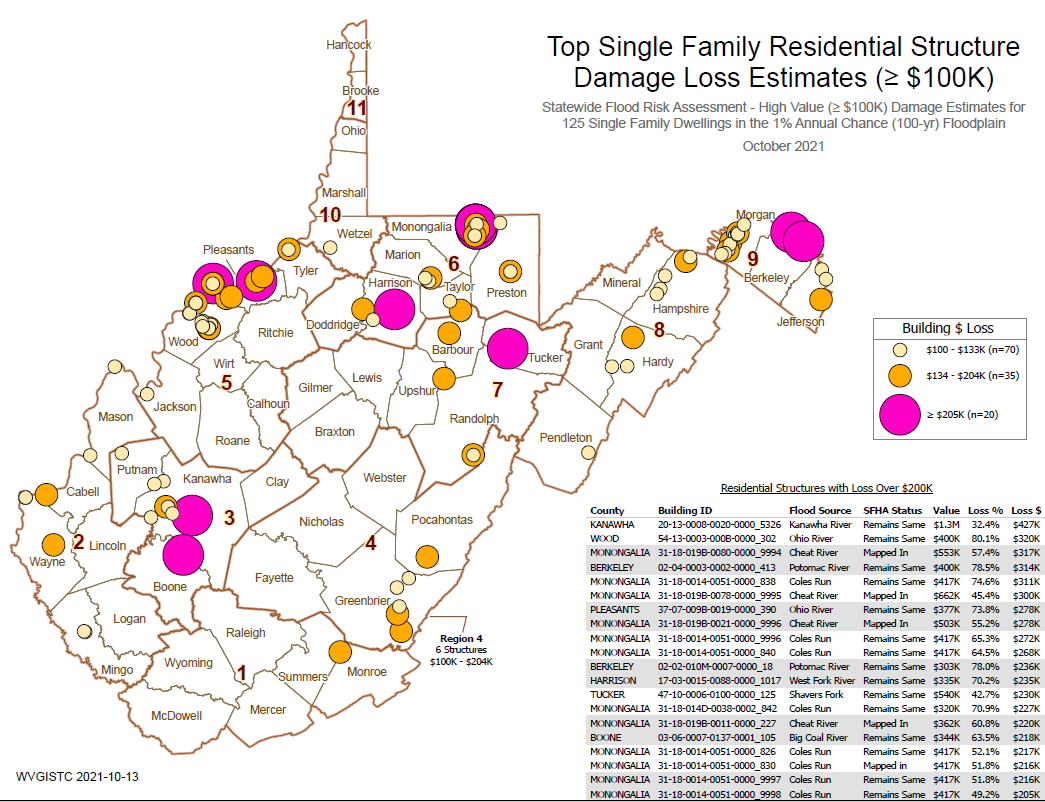 Top Single Family Residential Structure
Damage Loss Estimates (≥ $100K)
Statewide Flood Risk Assessment - High Value (≥ $100K) Damage Estimates for
125 Single Family Dwellings in the 1% Annual Chance (100-yr) Floodplain
October 2021
Hancock
Brooke
11
Ohio
Marshall
10
Wetzel
Monongalia
Morgan
Pleasants
Marion
6
9
Tyler
Harrison
Taylor
Preston
Berkeley
Mineral
Hampshire
Jefferson
Doddridge
Ritchie
Wood
8
Barbour
Tucker
Grant
Hardy
Wirt
5
Lewis
Gilmer
Upshur
7
Calhoun
Jackson
Mason
Randolph
Braxton
Roane
Pendleton
Putnam
Kanawha
Clay
Webster
Cabell
3
Nicholas
Pocahontas
2
Lincoln
4
Wayne
Boone
Fayette
Greenbrier
Logan
Raleigh
Region 4
6 Structures
$100K - $204K
Mingo
Wyoming
1
Summers
Monroe
McDowell
Mercer
WVGISTC 2021-10-13
Building $ Loss
$100 - $133K (n=70)
$134 - $204K (n=35)
≥ $205K (n=20)
Residential Structures with Loss Over $200K
County Building ID Flood Source SFHA Status Value Loss % Loss $
KANAWHA 20-13-0008-0020-0000_5326 Kanawha River Remains Same $1.3M 32.4% $427K
WOOD 54-13-0003-000B-0000_302 Ohio River Remains Same $400K 80.1% $320K
MONONGALIA 31-18-019B-0080-0000_9994 Cheat River Mapped In $553K 57.4% $317K
BERKELEY 02-04-0003-0002-0000_413 Potomac River Remains Same $400K 78.5% $314K
MONONGALIA 31-18-0014-0051-0000_838 Coles Run Remains Same $417K 74.6% $311K
MONONGALIA 31-18-019B-0078-0000_9995 Cheat River Mapped In $662K 45.4% $300K
PLEASANTS 37-07-009B-0019-0000_390 Ohio River Remains Same $377K 73.8% $278K
MONONGALIA 31-18-019B-0021-0000_9996 Cheat River Mapped In $503K 55.2% $278K
MONONGALIA 31-18-0014-0051-0000_9996 Coles Run Remains Same $417K 65.3% $272K
MONONGALIA 31-18-0014-0051-0000_840 Coles Run Remains Same $417K 64.5% $268K
BERKELEY 02-02-010M-0007-0000_18 Potomac River Remains Same $303K 78.0% $236K
HARRISON 17-03-0015-0088-0000_1017 West Fork River Remains Same $335K 70.2% $235K
TUCKER 47-10-0006-0100-0000_125 Shavers Fork Remains Same $540K 42.7% $230K
MONONGALIA 31-18-014D-0038-0002_842 Coles Run Remains Same $320K 70.9% $227K
MONONGALIA 31-18-019B-0011-0000_227 Cheat River Mapped In $362K 60.8% $220K
BOONE 03-06-0007-0137-0001_105 Big Coal River Remains Same $344K 63.5% $218K
MONONGALIA 31-18-0014-0051-0000_826 Coles Run Remains Same $417K 52.1% $217K
MONONGALIA 31-18-0014-0051-0000_830 Coles Run Mapped in $417K 51.8% $216K
MONONGALIA 31-18-0014-0051-0000_9997 Coles Run Remains Same $417K 51.8% $216K
MONONGALIA 31-18-0014-0051-0000_9998 Coles Run Remains Same $417K 49.2% $205K